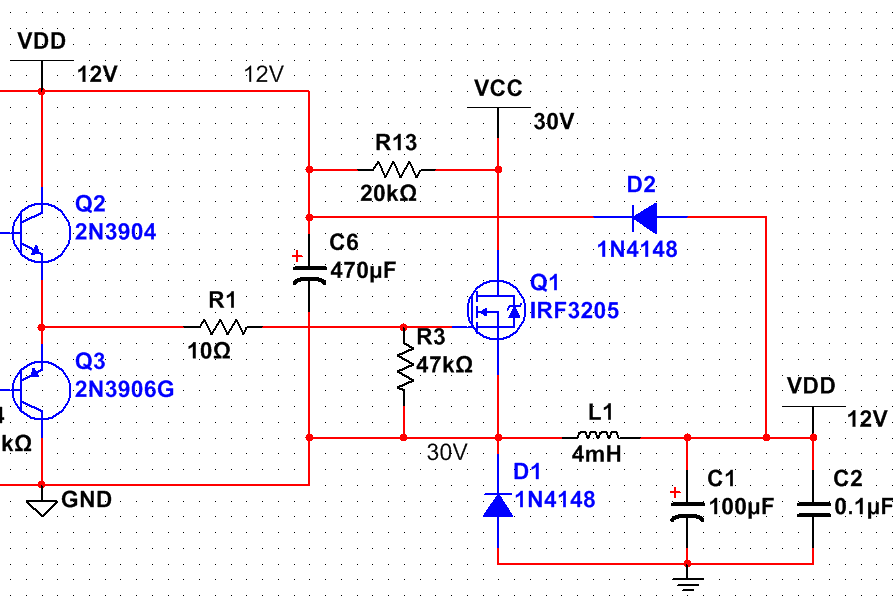 VDD
12V
12V
VCC
30V
R13
20kΩ
D2
1N4148
Q2
2N3904
C6
+
470µF
Q1
IRF3205
R1
10Ω
R3
47kΩ
Q3
2N3906G
kΩ
VDD
12V
L1
4mH
30V
GND
D1
1N4148
C1
+
100µF
C2
0.1µF